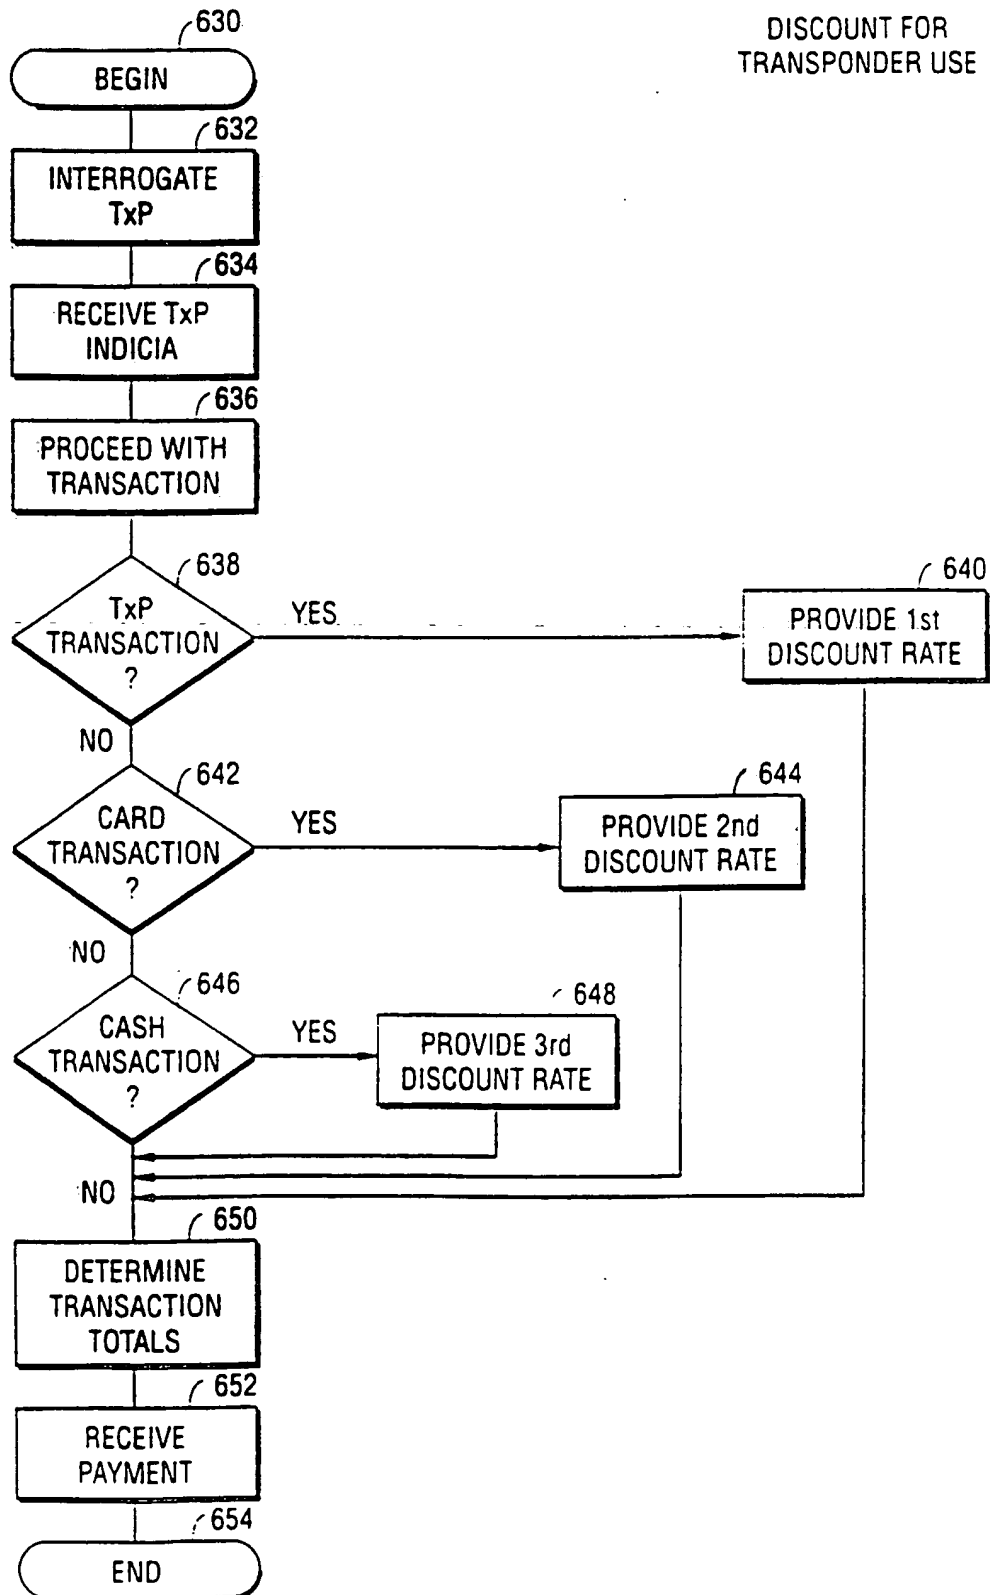 630
DISCOUNT FOR
TRANSPONDER USE
BEGIN
632
INTERROGATE
TxP
634
RECEIVE TxP
INDICIA
636
PROCEED WITH
TRANSACTION
638
TxP
TRANSACTION
?
YES
640
PROVIDE 1st
DISCOUNT RATE
NO
642
CARD
TRANSACTION
?
YES
644
PROVIDE 2nd
DISCOUNT RATE
NO
646
CASH
TRANSACTION
?
YES
648
PROVIDE 3rd
DISCOUNT RATE
NO
650
DETERMINE
TRANSACTION
TOTALS
652
RECEIVE
PAYMENT
654
END